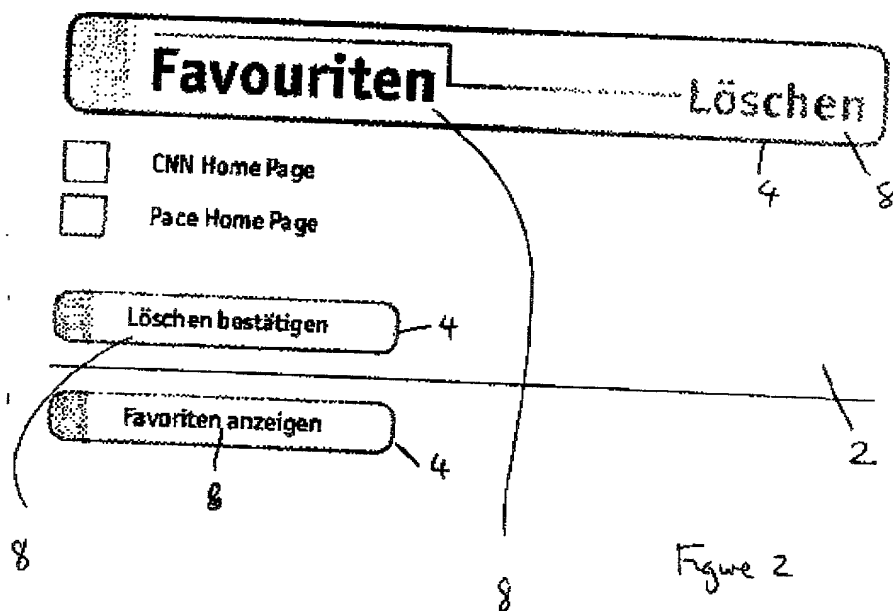 Favouriten Löschen
4
8
CNN Home Page
Pace Home Page
Löschen bestätigen
4
2
Favoriten anzeigen
4
8
8
8
Figure 2